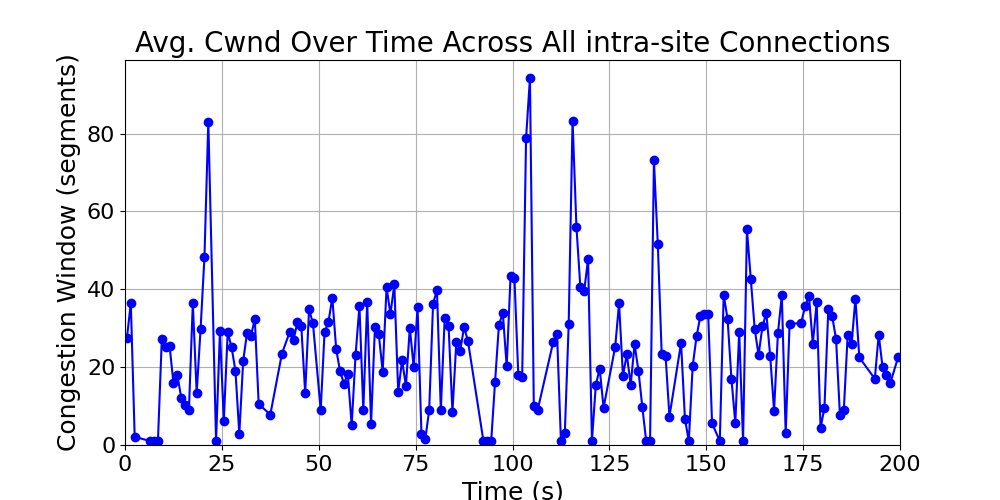 Avg. Cwnd Over Time Across All intra-site Connections
Congestion Window (segments)
80
60
40
20
0
0 25 50 75 100 125 150 175 200
Time (s)